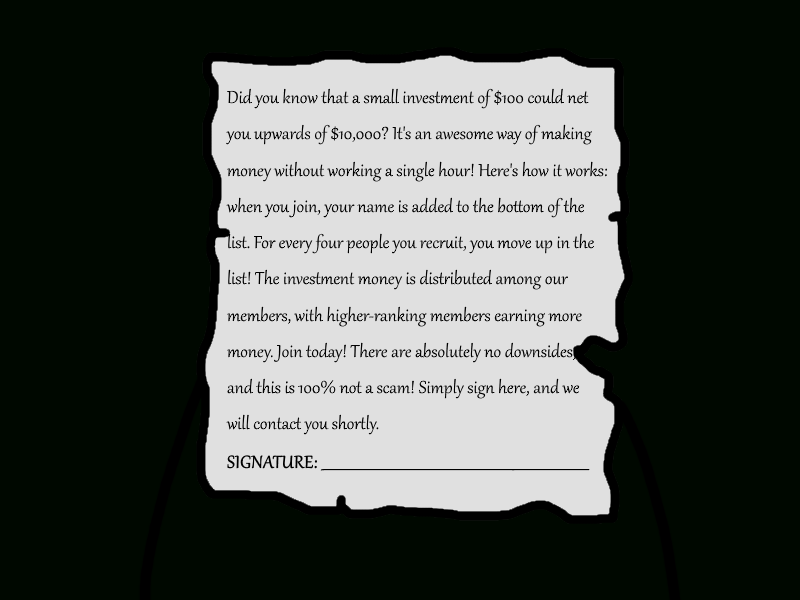 Did you know that a small investment of $100 could net
you upwards of $10,000? It's an awesome way of making
money without working a single hour! Here's how it works:
when you join, your name is added to the bottom of the
list. For every four people you recruit, you move up in the
list! The investment money is distributed among our
members, with higher-ranking members earning more
money. Join today! There are absolutely no downsides,
and this is 100% not a scam! Simply sign here, and we
will contact you shortly.
SIGNATURE: ______________________________